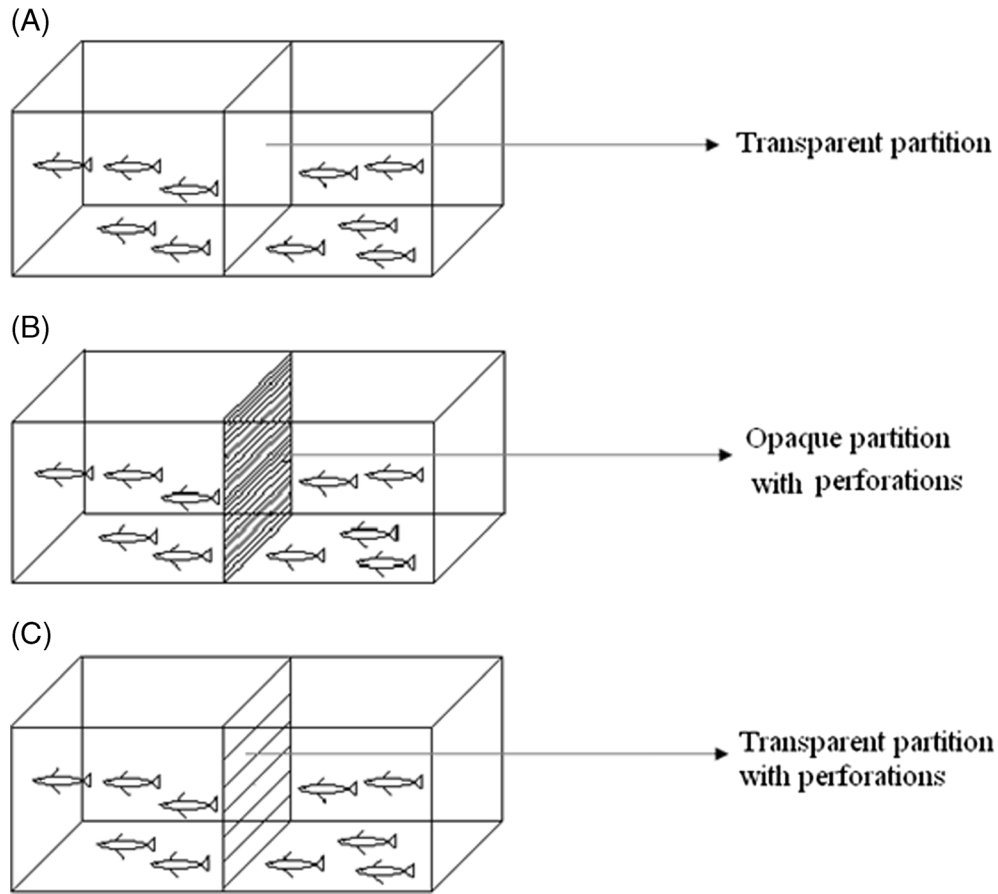 (A)
Transparent partition
(B)
Opaque partition
with perforations
(C)
Transparent partition
with perforations